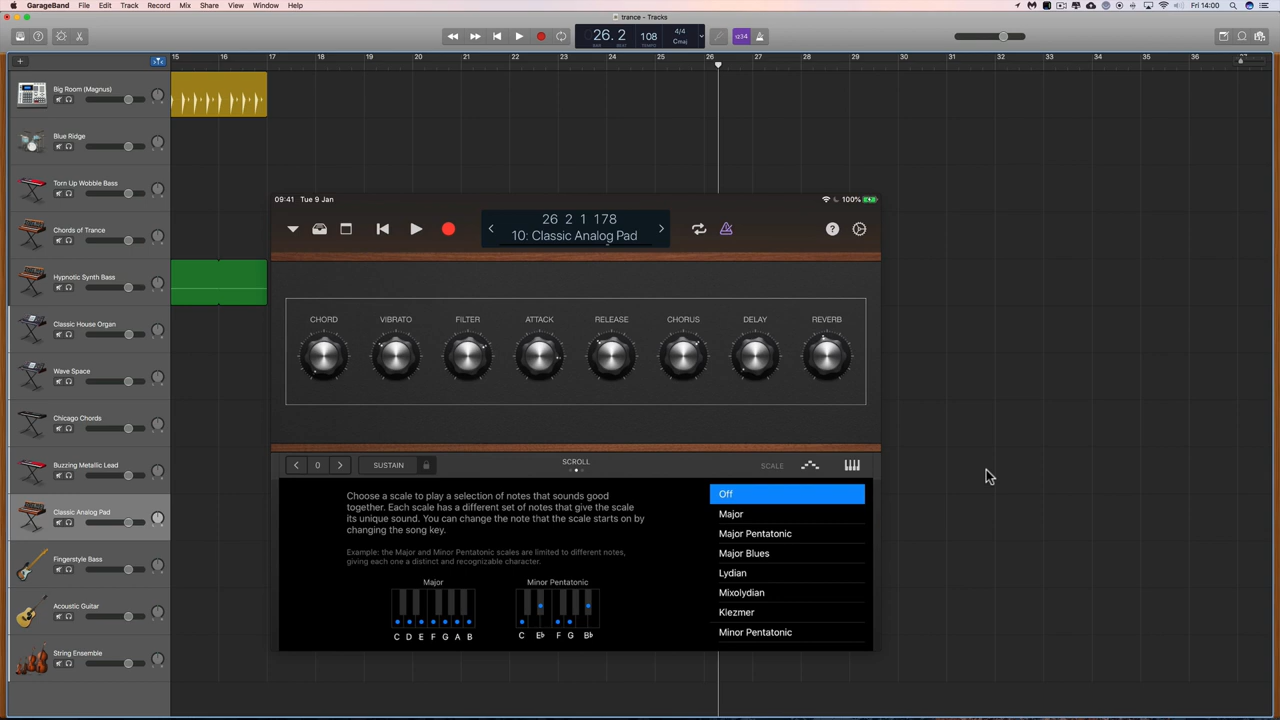 GarageBand File Edit Track Record Mix Share View Window Help Fri 14:00
trance - Tracks
26. 2 108 4/4
BAR BEAT TEMPO Cmaj
1234
15 16 17 18 19 20 21 22 23 24 25 26 27 28 29 30 31 32 33 34 35 36
Big Room (Magnus)
Blue Ridge
Torn Up Wobble Bass
Chords of Trance
Hypnotic Synth Bass
Classic House Organ
Wave Space
Chicago Chords
Buzzing Metallic Lead
Classic Analog Pad
Fingerstyle Bass
Acoustic Guitar
String Ensemble
09:41 Tue 9 Jan 100%
26 2 1 178
10: Classic Analog Pad
CHORD VIBRATO FILTER ATTACK RELEASE CHORUS DELAY REVERB
0 SUSTAIN SCROLL SCALE
Choose a scale to play a selection of notes that sounds good
together. Each scale has a different set of notes that give the scale
its unique sound. You can change the note that the scale starts on by
changing the song key.
Example: the Major and Minor Pentatonic scales are limited to different notes,
giving each one a distinct and recognizable character.
Major Minor Pentatonic
C D E F G A B C E♭ F G B♭
Off
Major
Major Pentatonic
Major Blues
Lydian
Mixolydian
Klezmer
Minor Pentatonic